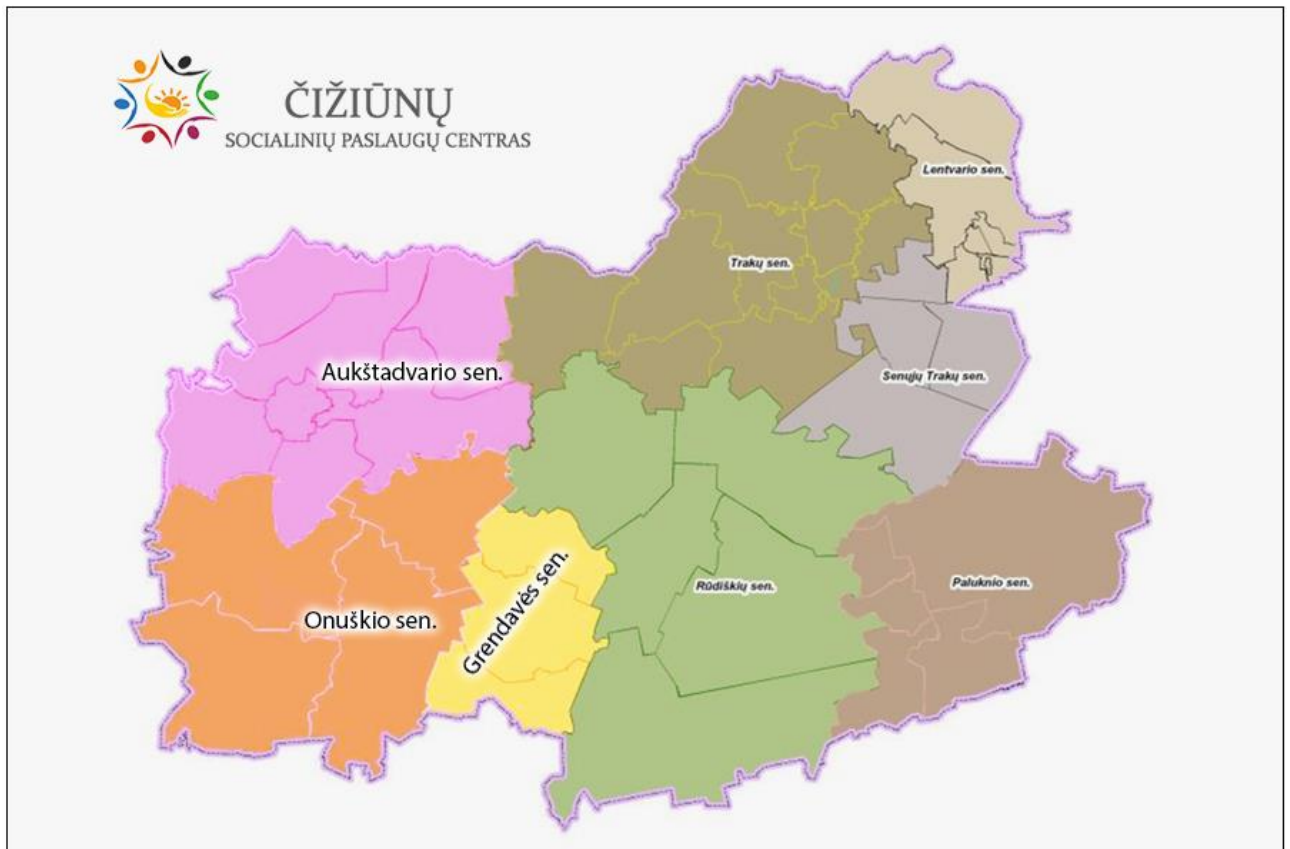 ČIŽIŪNŲ
SOCIALINIŲ PASLAUGŲ CENTRAS
Lentvario sen.
Trakų sen.
Aukštadvario sen.
Senųjų Trakų sen.
Onuškio sen.
Grendavės sen.
Rūdiškių sen.
Paluknio sen.